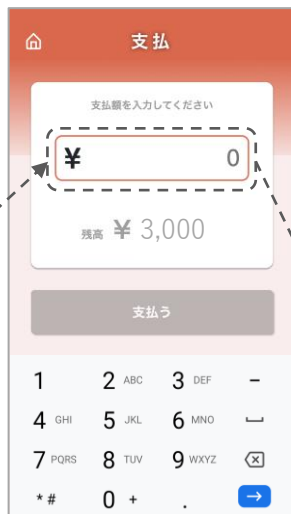 支払
支払額を入力してください
¥ 0
残高 ¥ 3,000
支払う
1 2 ABC 3 DEF -
4 GHI 5 JKL 6 MNO
7 PQRS 8 TUV 9 WXYZ
* # 0 + .